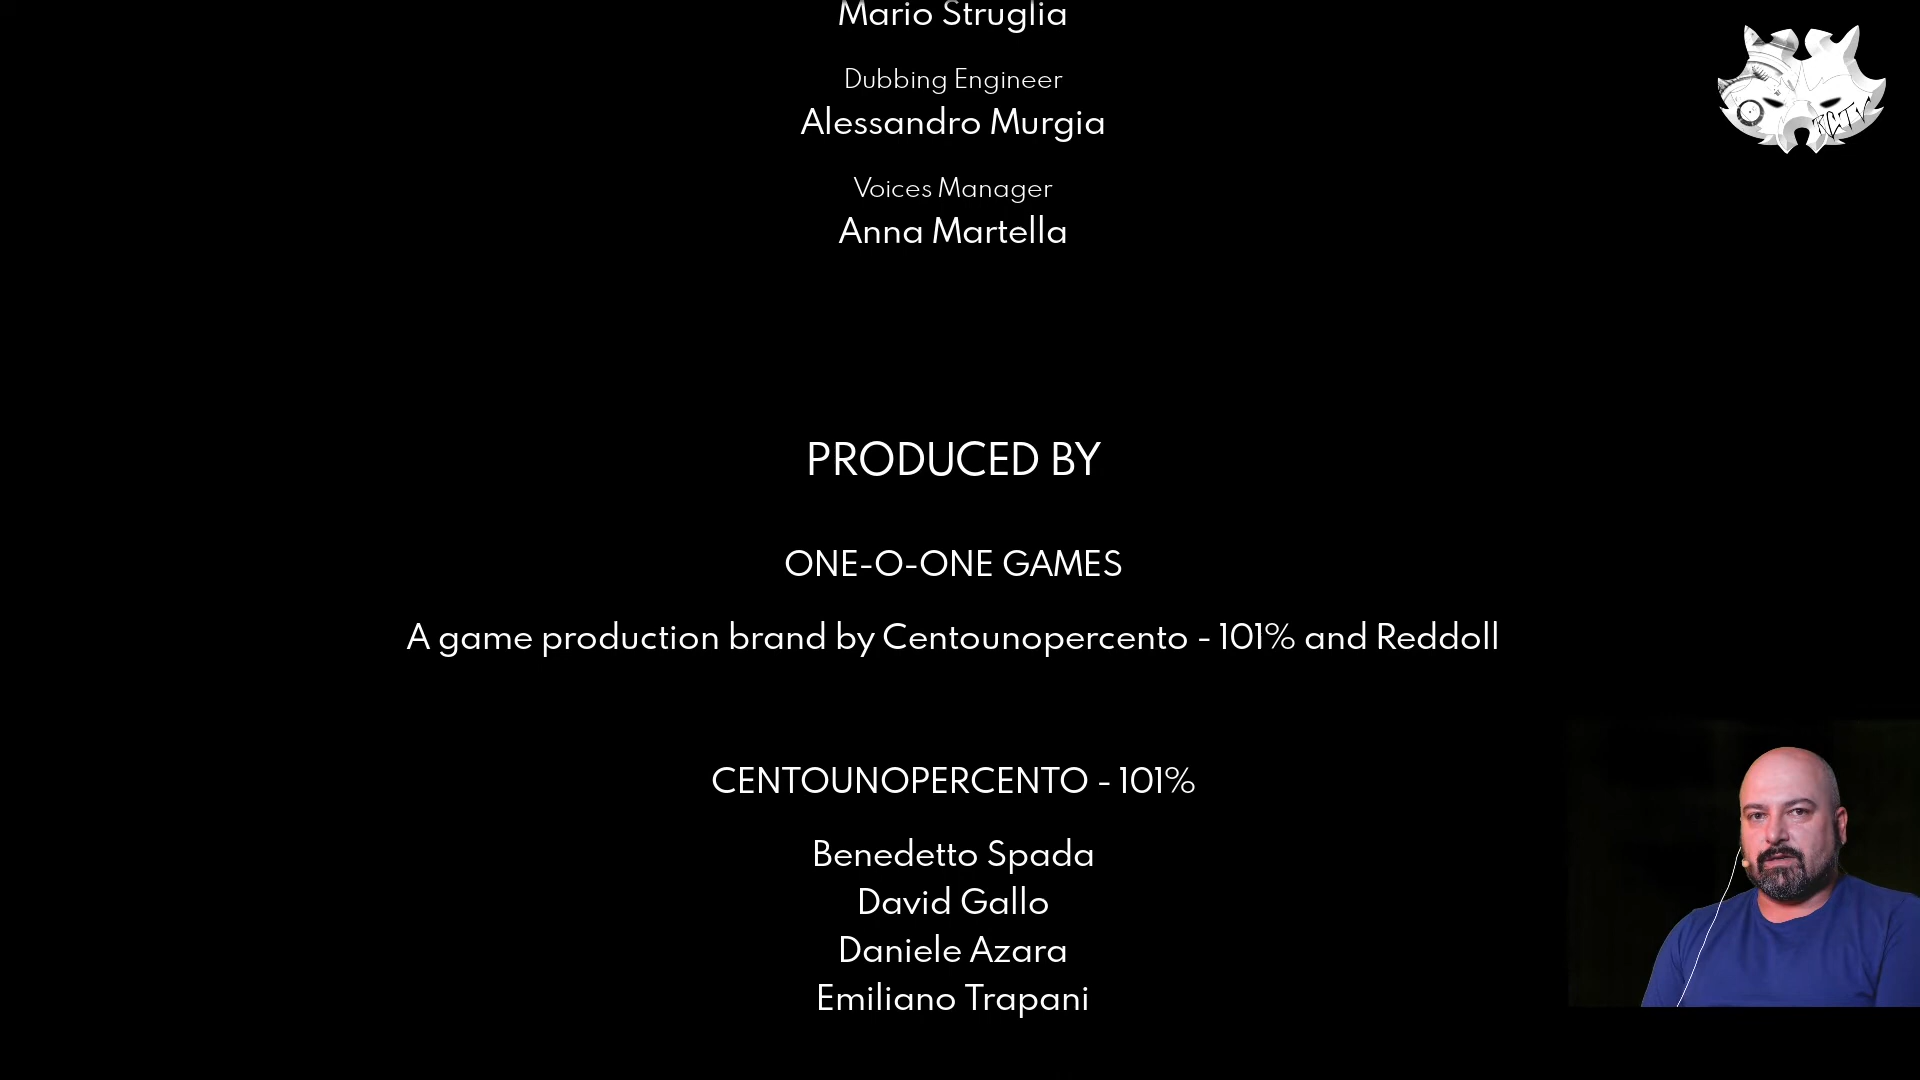 Mario Struglia
Dubbing Engineer
Alessandro Murgia
Voices Manager
Anna Martella
PRODUCED BY
ONE-O-ONE GAMES
A game production brand by Centounopercento - 101% and Reddoll
CENTOUNOPERCENTO - 101%
Benedetto Spada
David Gallo
Daniele Azara
Emiliano Trapani
RCTV